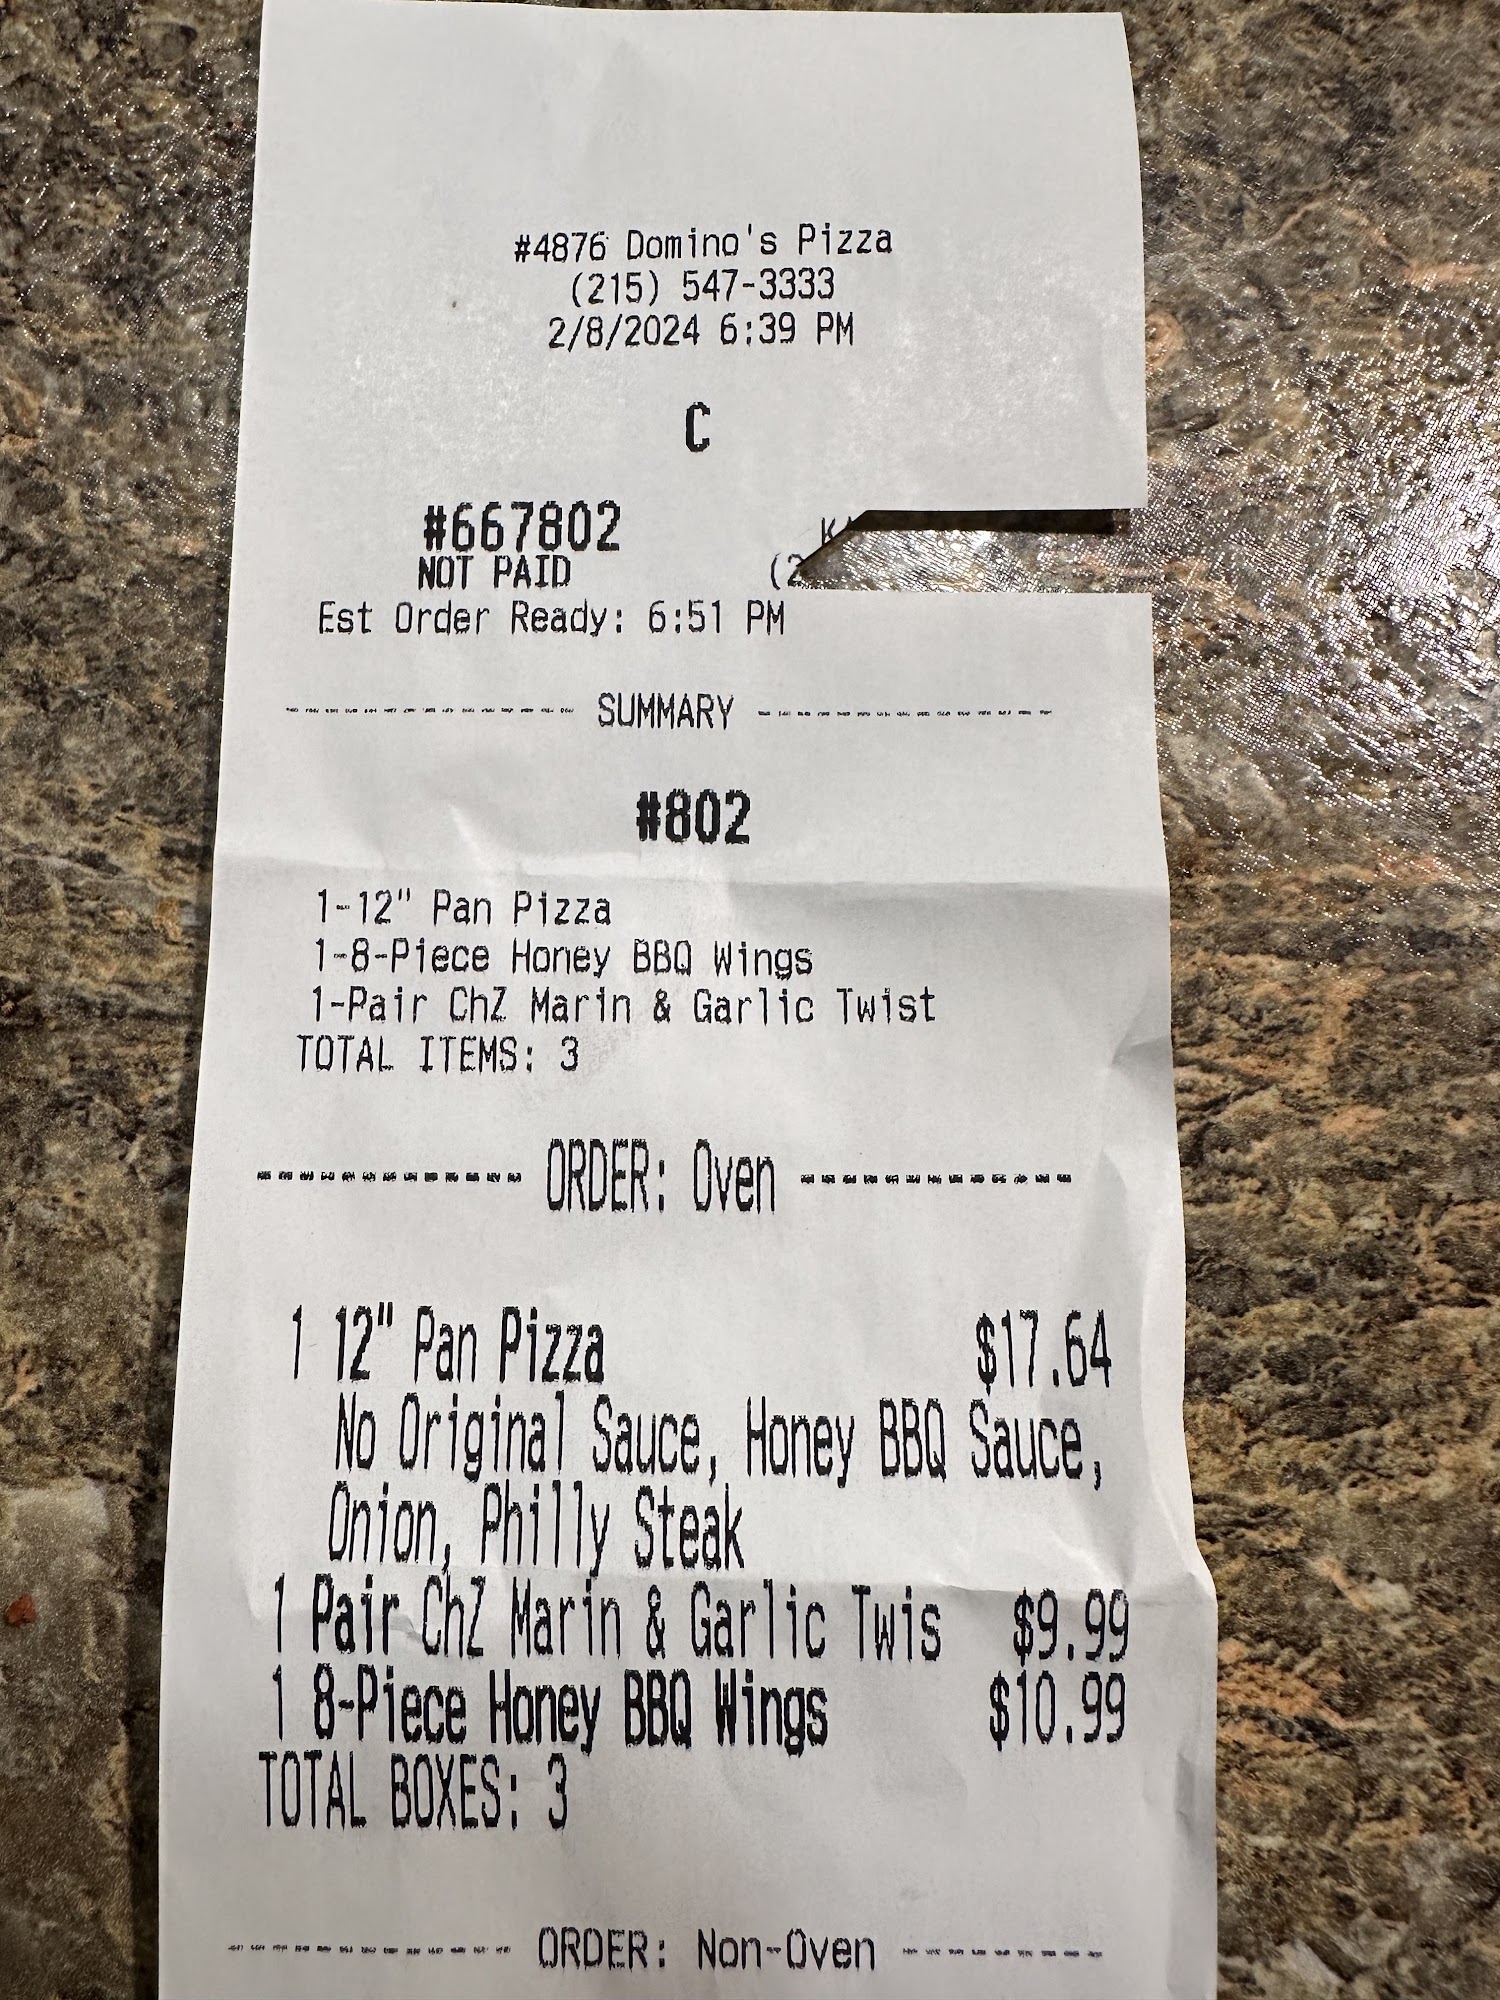 #4876 Domino's Pizza
(215) 547-3333
2/8/2024 6:39 PM
C
#667802
NOT PAID (2
Est Order Ready: 6:51 PM
SUMMARY
#802
1-12" Pan Pizza
1-8-Piece Honey BBQ Wings
1-Pair ChZ Marin & Garlic Twist
TOTAL ITEMS: 3
ORDER: Oven
1 12" Pan Pizza $17.64
No Original Sauce, Honey BBQ Sauce,
Onion, Philly Steak
1 Pair ChZ Marin & Garlic Twis $9.99
1 8-Piece Honey BBQ Wings $10.99
TOTAL BOXES: 3
ORDER: Non-Oven